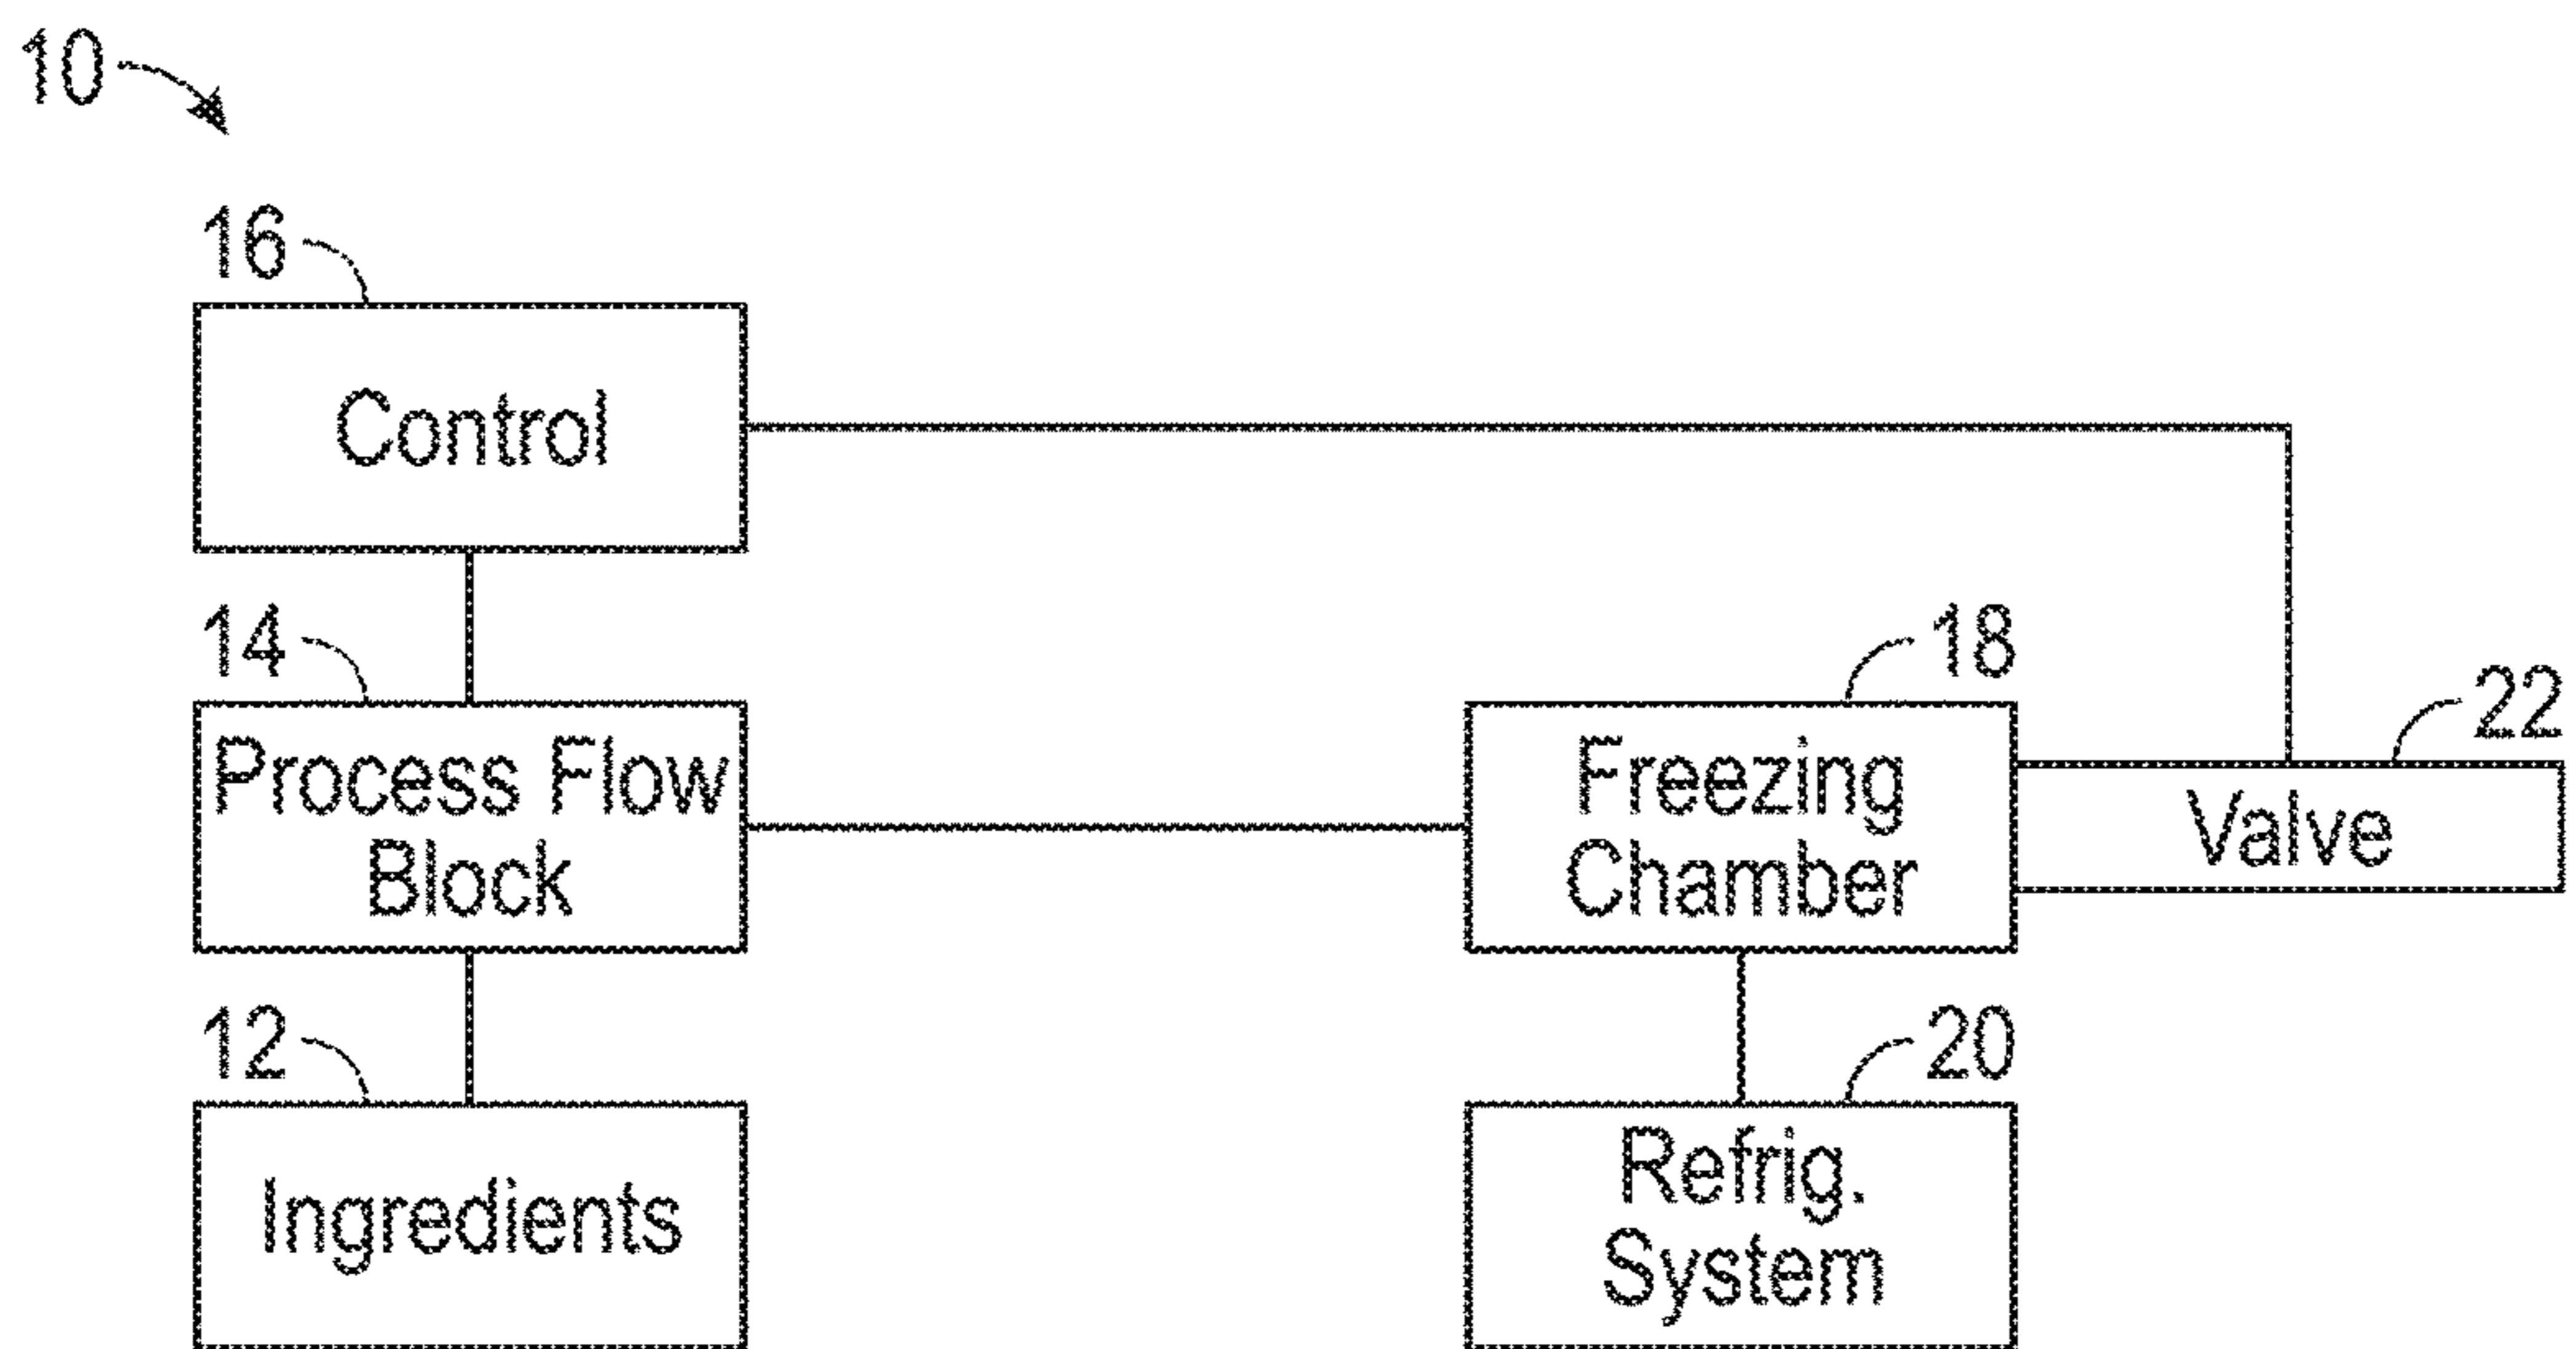 10
16
Control
14
Process Flow
Block
18
Freezing
Chamber
22
Valve
12
Ingredients
20
Refrig.
System